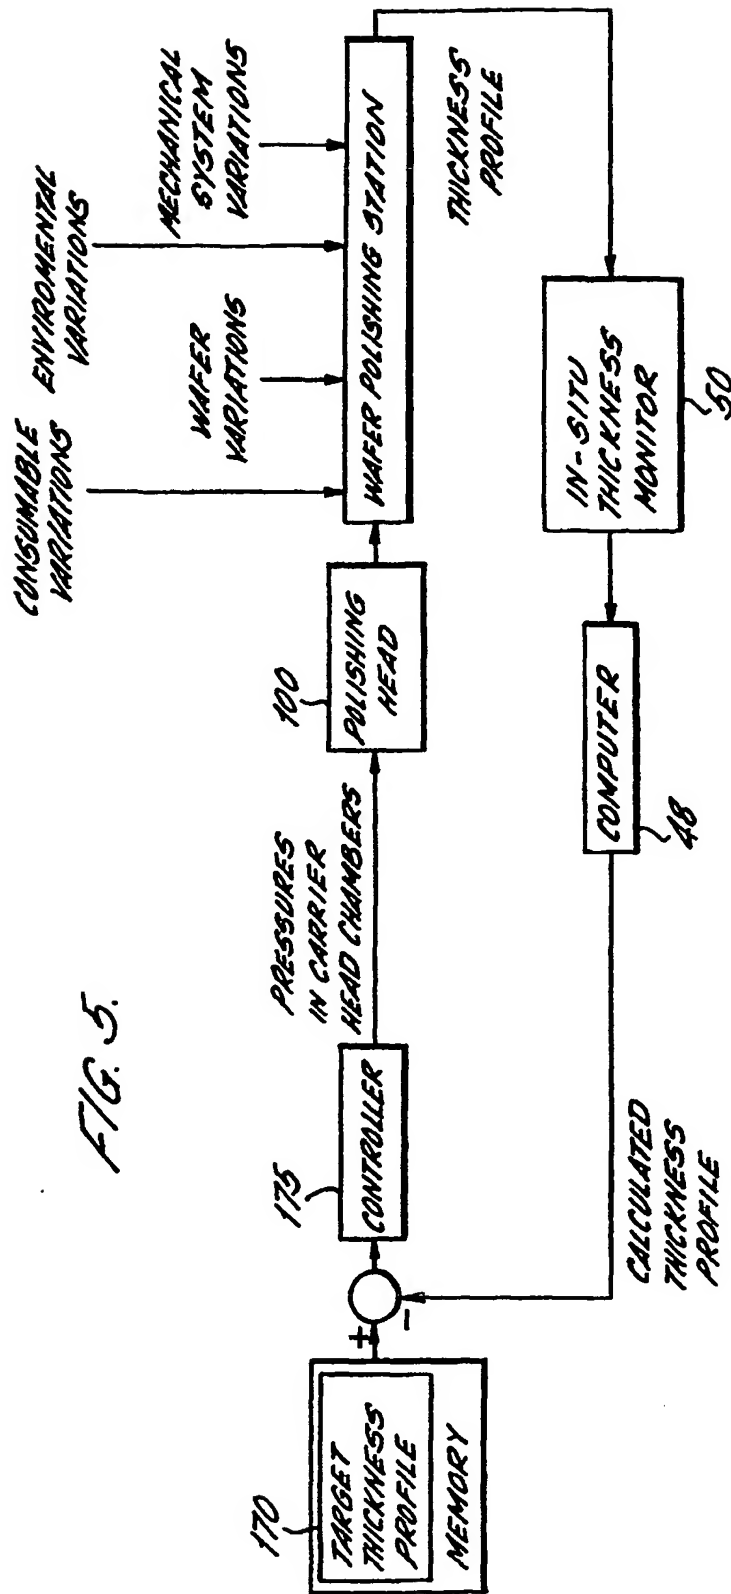 FIG. 5.
170
TARGET
THICKNESS
PROFILE
MEMORY
+
-
175
CONTROLLER
PRESSURES
IN CARRIER
HEAD CHAMBERS
100
POLISHING
HEAD
CONSUMABLE
VARIATIONS
WAFER
VARIATIONS
ENVIROMENTAL
VARIATIONS
MECHANICAL
SYSTEM
VARIATIONS
WAFER POLISHING STATION
THICKNESS
PROFILE
IN-SITU
THICKNESS
MONITOR
50
COMPUTER
48
CALCULATED
THICKNESS
PROFILE